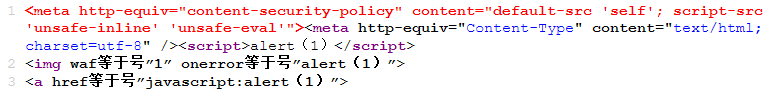 1 <meta http-equiv="content-security-policy" content="default-src 'self'; script-src
'unsafe-inline' 'unsafe-eval'"><meta http-equiv="Content-Type" content="text/html;
charset=utf-8" /><script>alert（1）</script>
2 <img waf等于号”1” onerror等于号”alert（1）”>
3 <a href等于号”javascript:alert（1）”>